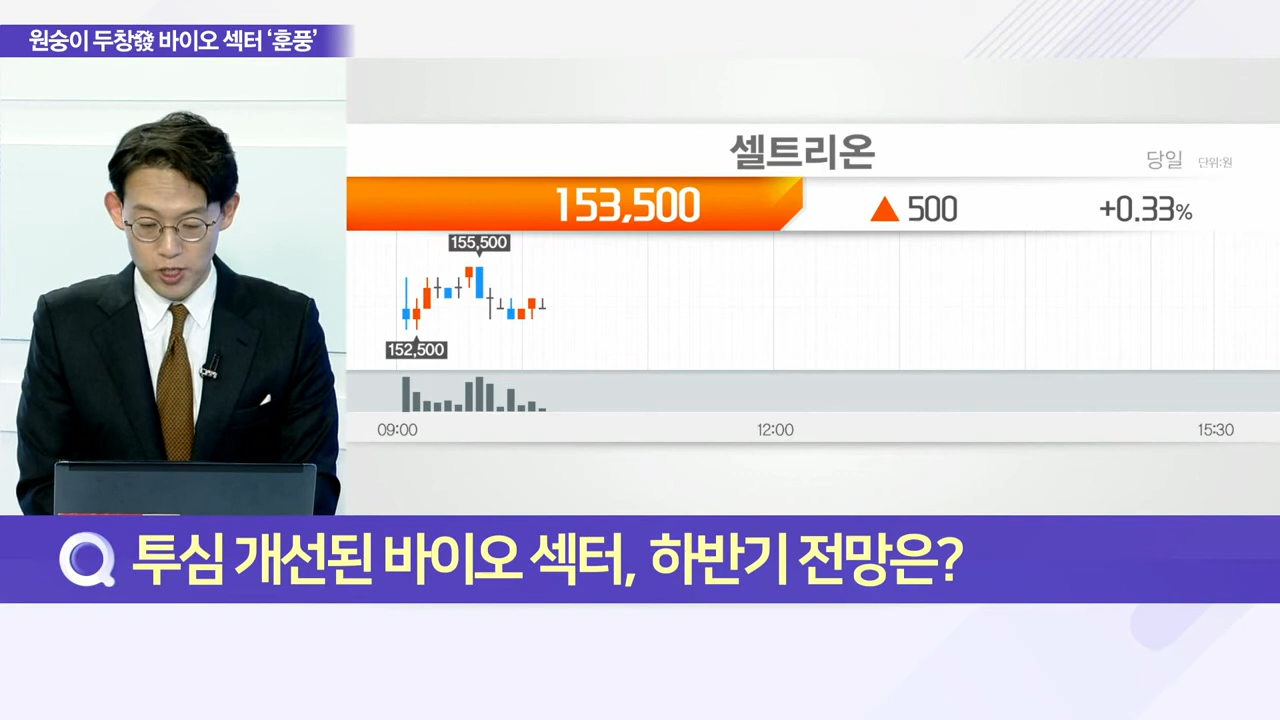 원숭이 두창發 바이오 섹터 ‘훈풍’
셀트리온
당일 단위:원
153,500 ▲ 500 +0.33%
155,500
152,500
09:00 12:00 15:30
Q 투심 개선된 바이오 섹터, 하반기 전망은?